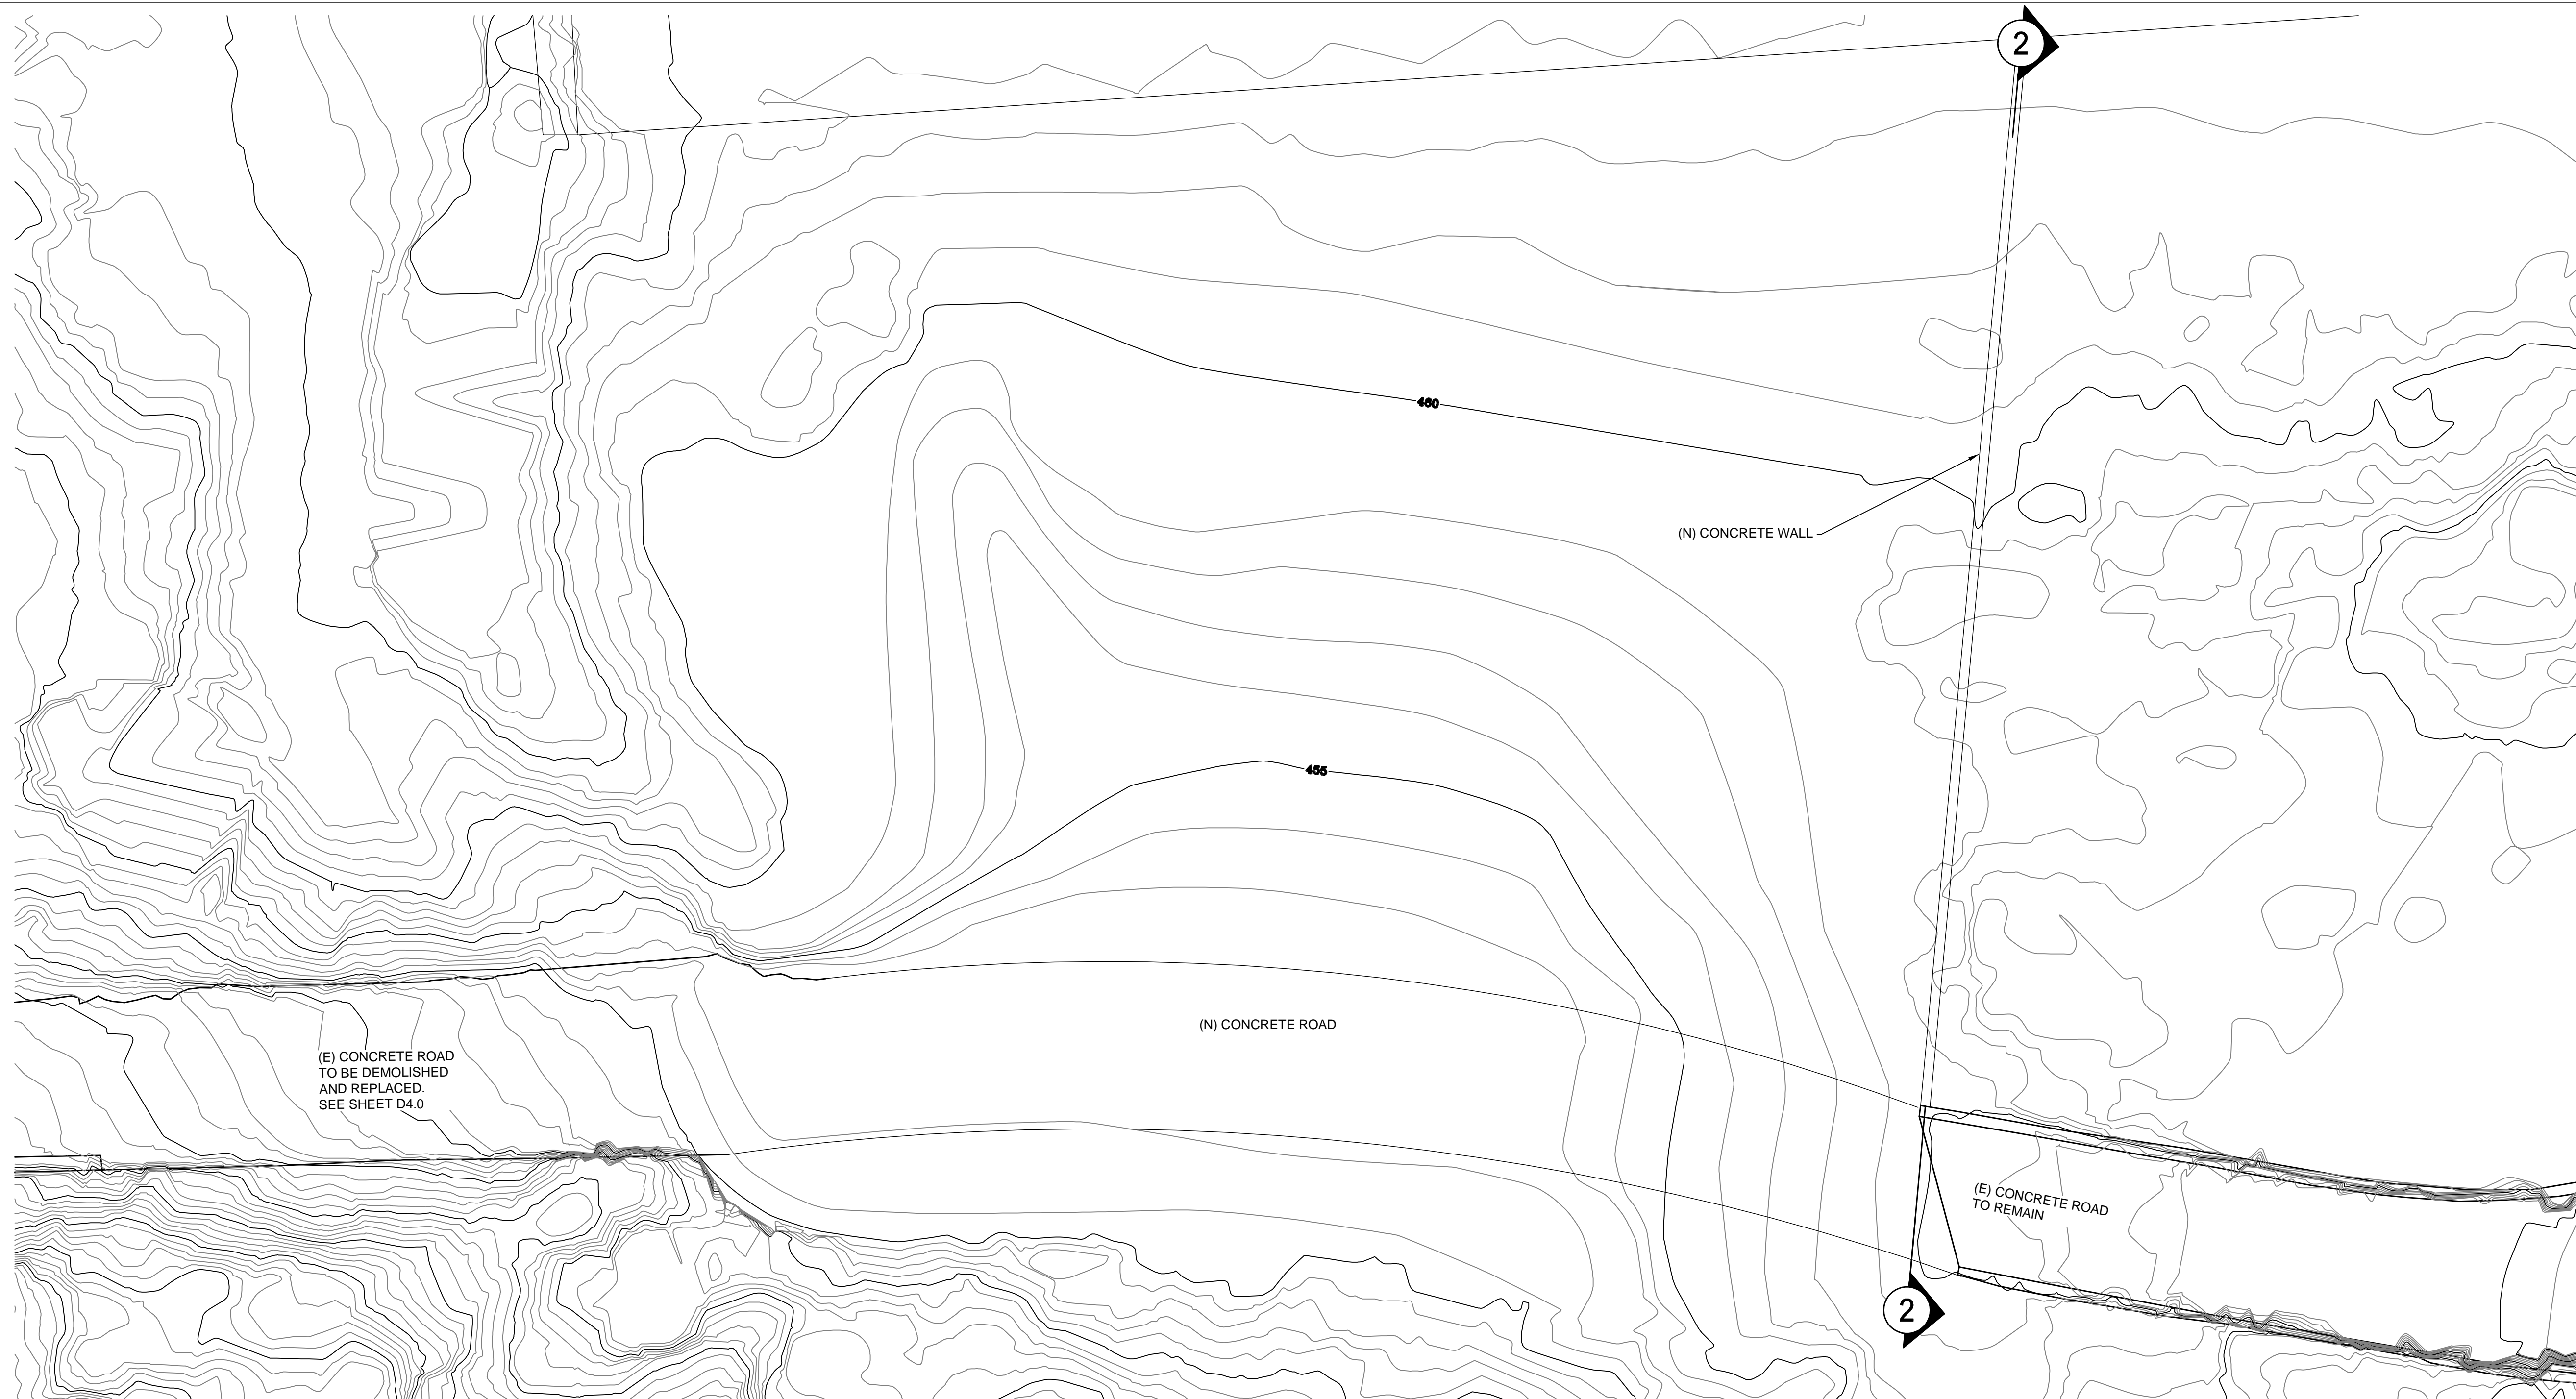 2
460
(N) CONCRETE WALL
455
(N) CONCRETE ROAD
(E) CONCRETE ROAD
TO BE DEMOLISHED
AND REPLACED.
SEE SHEET D4.0
(E) CONCRETE ROAD
TO REMAIN
2